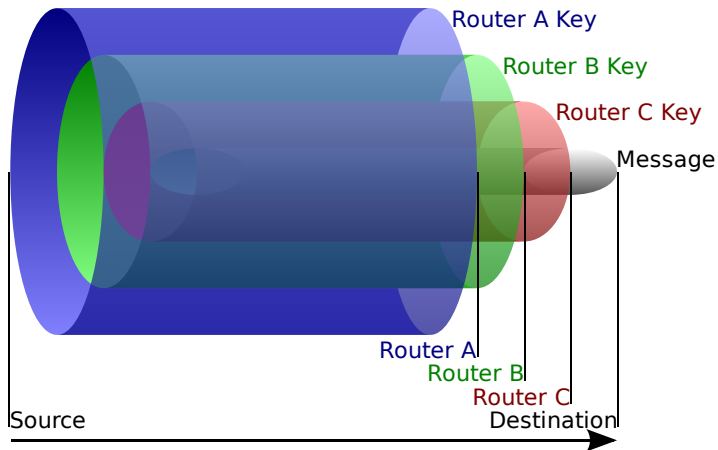 Router A Key
Router B Key
Router C Key
Message
Router A
Router B
Router C
Source
Destination